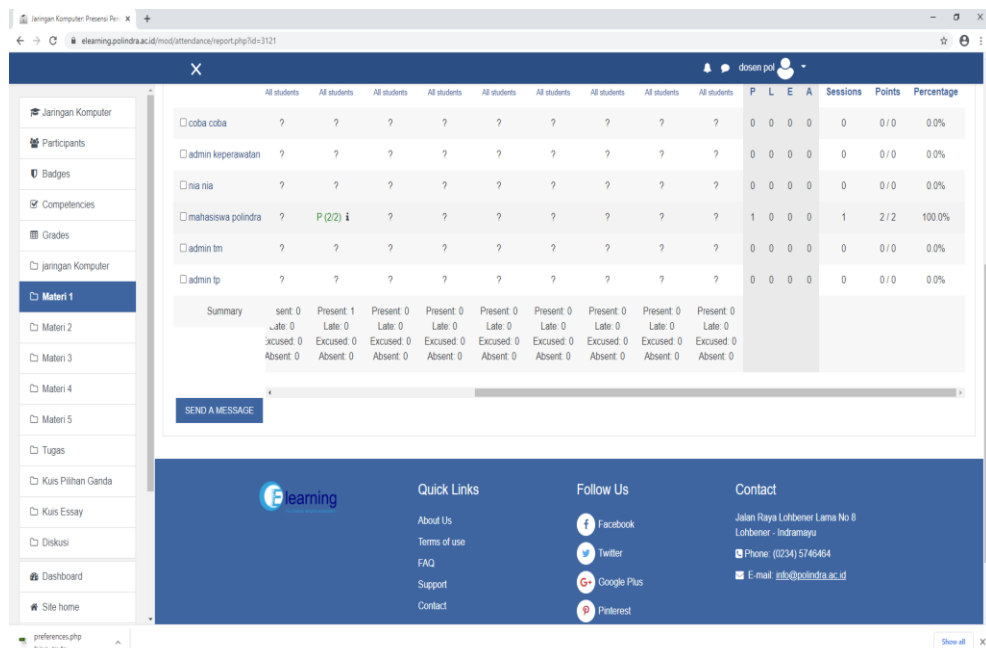 Jaringan Komputer: Presensi Per
elearning.polindra.ac.id/mod/attendance/report.php?id=3121
dosen pol
Jaringan Komputer
Participants
Badges
Competencies
Grades
jaringan Komputer
Materi 1
Materi 2
Materi 3
Materi 4
Materi 5
Tugas
Kuis Pilihan Ganda
Kuis Essay
Diskusi
Dashboard
Site home
All students All students All students All students All students All students All students All students All students P L E A Sessions Points Percentage
coba coba ? ? ? ? ? ? ? ? ? 0 0 0 0 0 0 / 0 0.0%
admin keperawatan ? ? ? ? ? ? ? ? ? 0 0 0 0 0 0 / 0 0.0%
nia nia ? ? ? ? ? ? ? ? ? 0 0 0 0 0 0 / 0 0.0%
mahasiswa polindra ? P (2/2) i ? ? ? ? ? ? ? 1 0 0 0 1 2 / 2 100.0%
admin tm ? ? ? ? ? ? ? ? ? 0 0 0 0 0 0 / 0 0.0%
admin tp ? ? ? ? ? ? ? ? ? 0 0 0 0 0 0 / 0 0.0%
Summary sent: 0 Present: 1 Present: 0 Present: 0 Present: 0 Present: 0 Present: 0 Present: 0 Present: 0
Late: 0 Late: 0 Late: 0 Late: 0 Late: 0 Late: 0 Late: 0 Late: 0 Late: 0
Excused: 0 Excused: 0 Excused: 0 Excused: 0 Excused: 0 Excused: 0 Excused: 0 Excused: 0 Excused: 0
Absent: 0 Absent: 0 Absent: 0 Absent: 0 Absent: 0 Absent: 0 Absent: 0 Absent: 0 Absent: 0
SEND A MESSAGE
Elearning
Quick Links
About Us
Terms of use
FAQ
Support
Contact
Follow Us
Facebook
Twitter
Google Plus
Pinterest
Contact
Jalan Raya Lohbener Lama No 8
Lohbener - Indramayu
Phone: (0234) 5746464
E-mail: info@polindra.ac.id
preferences.php
Show all